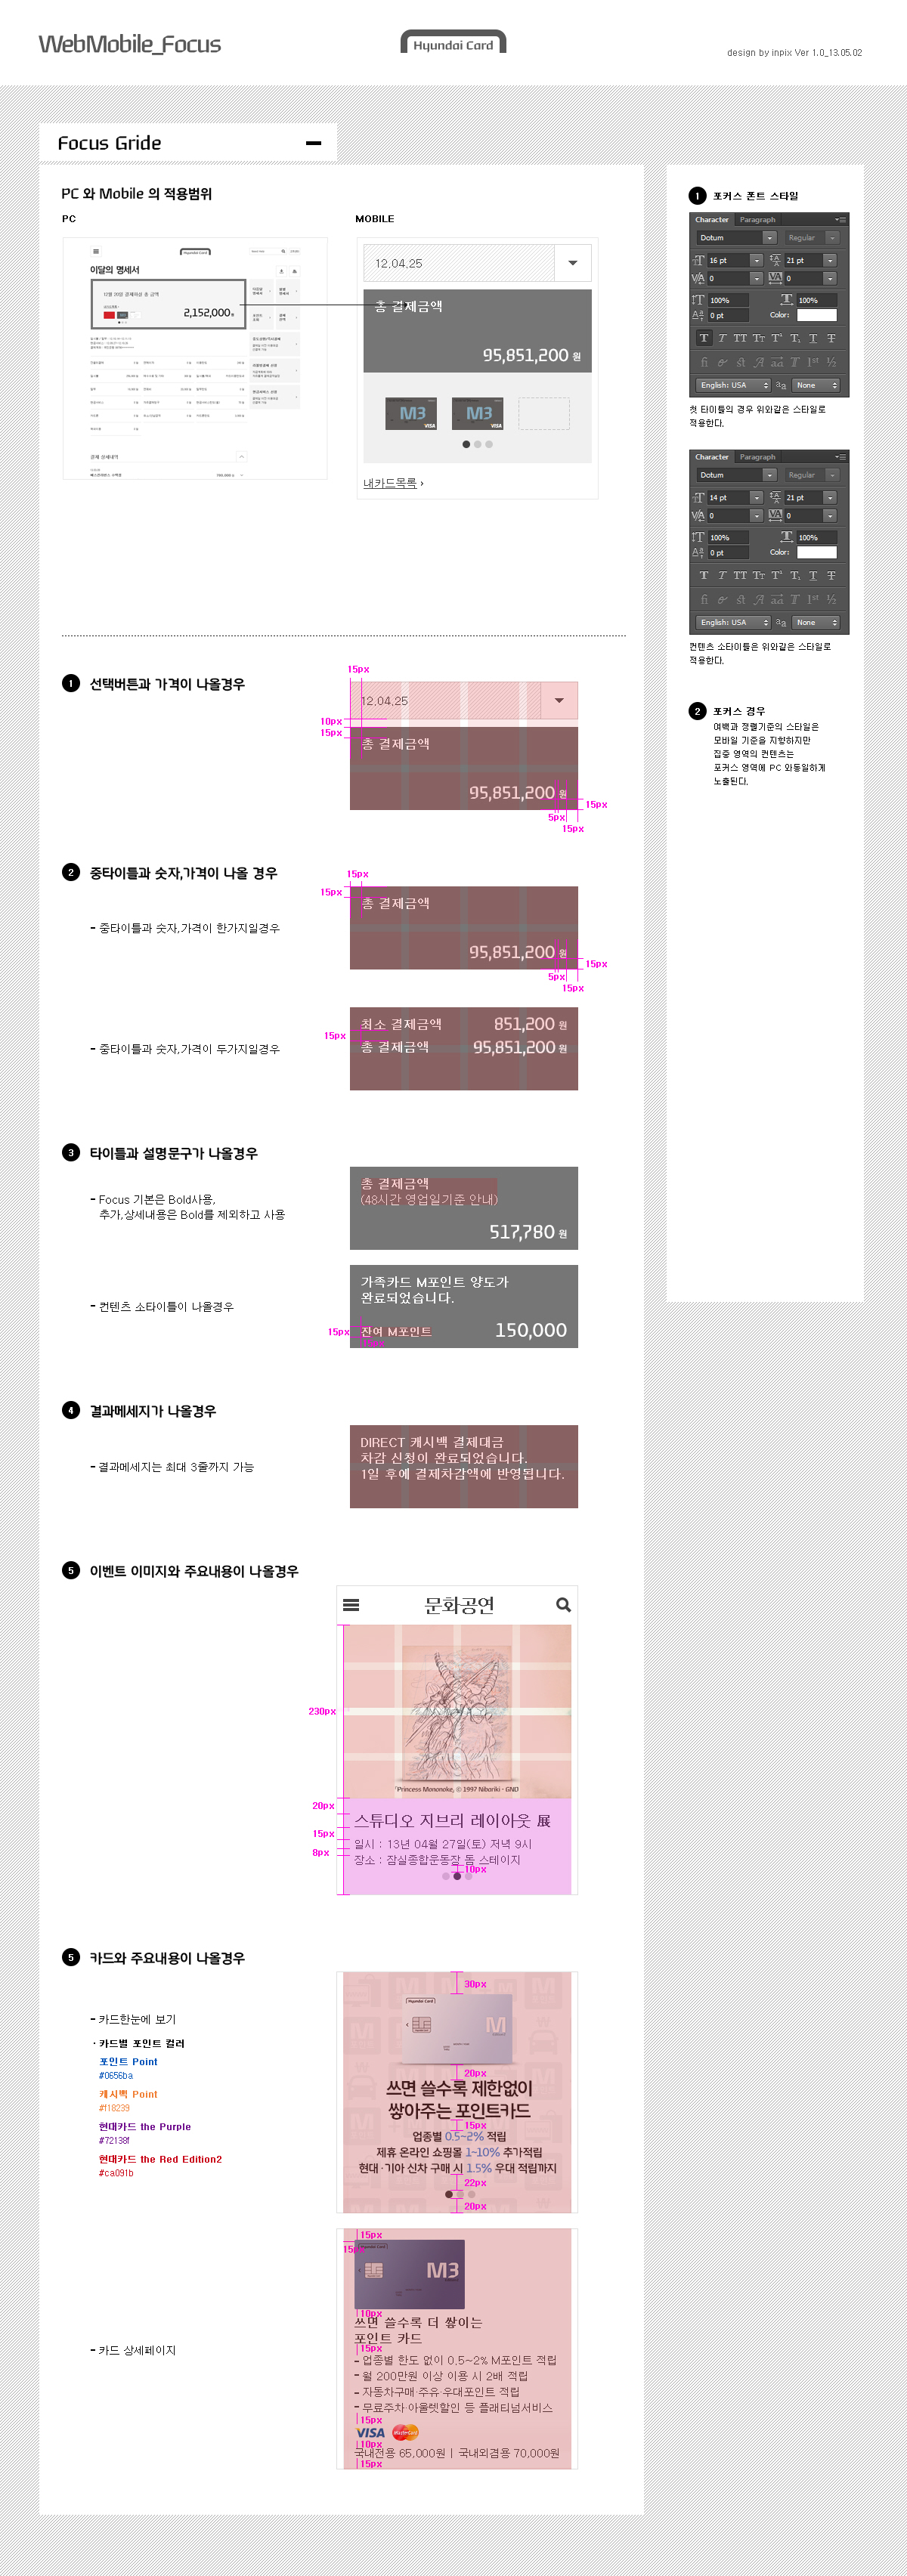 WebMobile_Focus
Hyundai Card
design by inpix Ver 1.0_13.05.02
Focus Gride
PC 와 Mobile 의 적용범위
PC
MOBILE
Hyundai Card
이달의 명세서
12월 20일 결제하실 총 금액
2,152,000원
12.04.25
총 결제금액
95,851,200 원
M3
VISA
M3
VISA
내카드목록 ›
1 선택버튼과 가격이 나올경우
15px
12.04.25
10px
15px
총 결제금액
95,851,200 원
15px
5px
15px
2 중타이틀과 숫자,가격이 나올 경우
15px
15px
총 결제금액
- 중타이틀과 숫자,가격이 한가지일경우
95,851,200 원
15px
5px
15px
최소 결제금액 851,200 원
15px
총 결제금액 95,851,200 원
- 중타이틀과 숫자,가격이 두가지일경우
3 타이틀과 설명문구가 나올경우
- Focus 기본은 Bold사용,
추가,상세내용은 Bold를 제외하고 사용
총 결제금액
(48시간 영업일기준 안내)
517,780 원
- 컨텐츠 소타이틀이 나올경우
가족카드 M포인트 양도가
완료되었습니다.
15px
잔여 M포인트 150,000
15px
4 결과메세지가 나올경우
- 결과메세지는 최대 3줄까지 가능
DIRECT 캐시백 결제대금
차감 신청이 완료되었습니다.
1일 후에 결제차감액에 반영됩니다.
5 이벤트 이미지와 주요내용이 나올경우
문화공연
230px
'Princess Mononoke, © 1997 Nibariki - GND
20px
스튜디오 지브리 레이아웃 展
15px
일시 : 13년 04월 27일(토) 저녁 9시
8px
장소 : 잠실종합운동장 돔 스테이지
10px
5 카드와 주요내용이 나올경우
- 카드한눈에 보기
· 카드별 포인트 컬러
포인트 Point
#0656ba
캐시백 Point
#f18239
현대카드 the Purple
#72138f
현대카드 the Red Edition2
#ca091b
30px
Hyundai Card
M
20px
쓰면 쓸수록 제한없이
쌓아주는 포인트카드
15px
업종별 0.5~2% 적립
제휴 온라인 쇼핑몰 1~10% 추가적립
현대·기아 신차 구매 시 1.5% 우대 적립까지
22px
20px
- 카드 상세페이지
15px
15px
Hyundai Card
M3
10px
쓰면 쓸수록 더 쌓이는
포인트 카드
15px
- 업종별 한도 없이 0.5~2% M포인트 적립
- 월 200만원 이상 이용 시 2배 적립
- 자동차구매·주유·우대포인트 적립
- 무료주차·아울렛할인 등 플래티넘서비스
15px
VISA MasterCard
10px
국내전용 65,000원 | 국내외겸용 70,000원
15px
1 포커스 폰트 스타일
Character Paragraph
Dotum Regular
16 pt 21 pt
0 0
100% 100%
0 pt Color:
English: USA None
첫 타이틀의 경우 위와같은 스타일로
적용한다.
Character Paragraph
Dotum Regular
14 pt 21 pt
0 0
100% 100%
0 pt Color:
English: USA None
컨텐츠 소타이틀은 위와같은 스타일로
적용한다.
2 포커스 경우
여백과 정렬기준의 스타일은
모바일 기준을 지향하지만
집중 영역의 컨텐츠는
포커스 영역에 PC 와동일하게
노출된다.